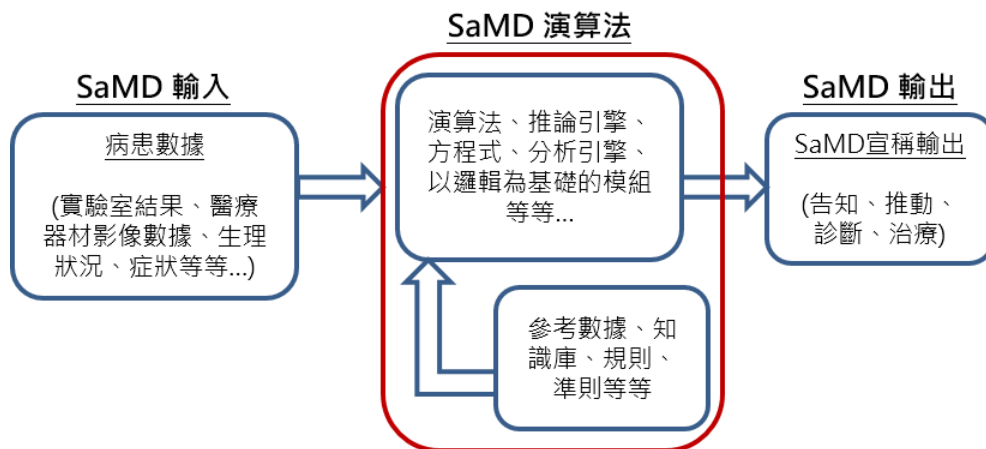 SaMD 演算法
SaMD 輸入
病患數據
(實驗室結果、醫療
器材影像數據、生理
狀況、症狀等等...)
演算法、推論引擎、
方程式、分析引擎、
以邏輯為基礎的模組
等等...
參考數據、知
識庫、規則、
準則等等
SaMD 輸出
SaMD宣稱輸出
(告知、推動、
診斷、治療)